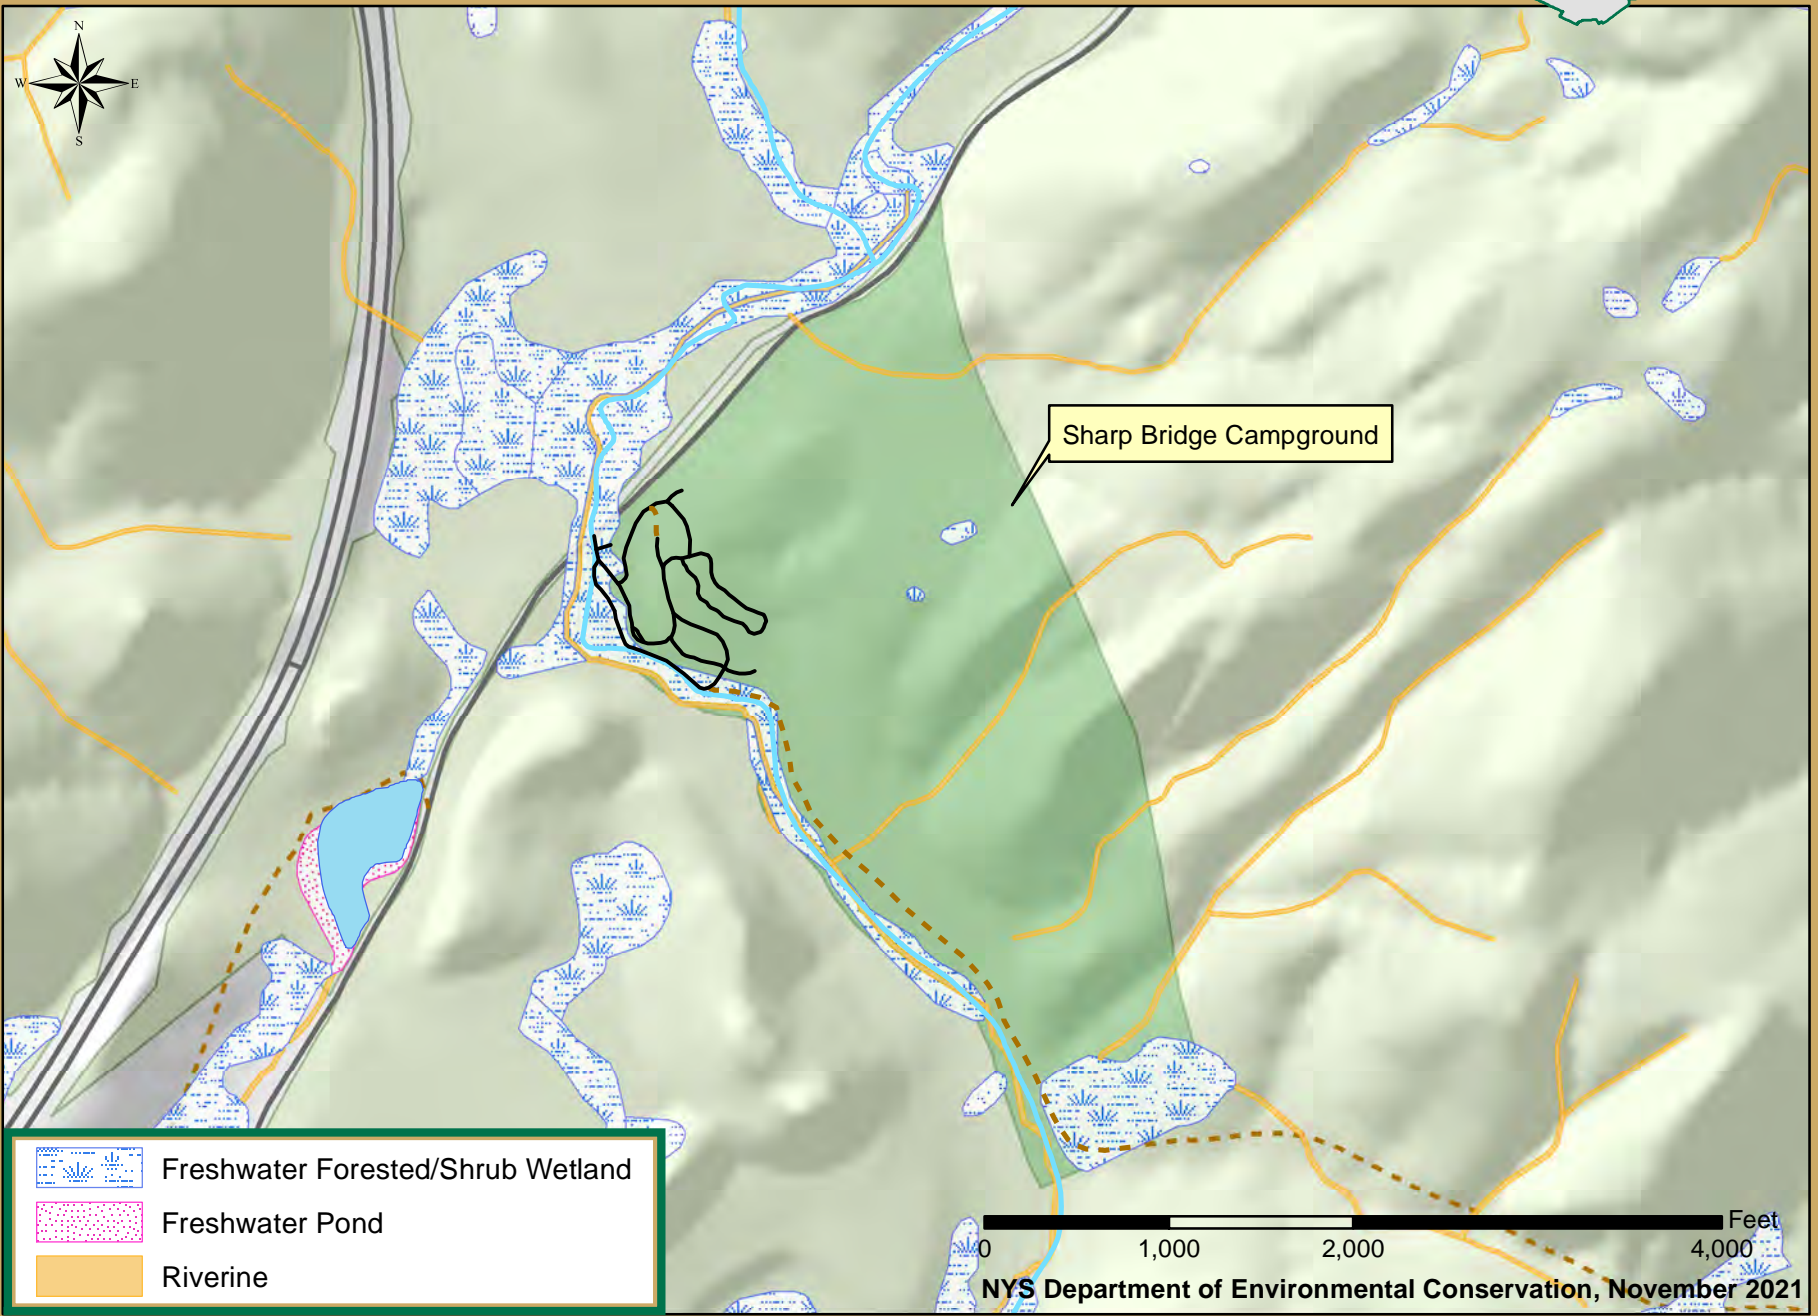 N
W
E
S
Sharp Bridge Campground
Freshwater Forested/Shrub Wetland
Freshwater Pond
Riverine
Feet
0 1,000 2,000 4,000
NYS Department of Environmental Conservation, November 2021